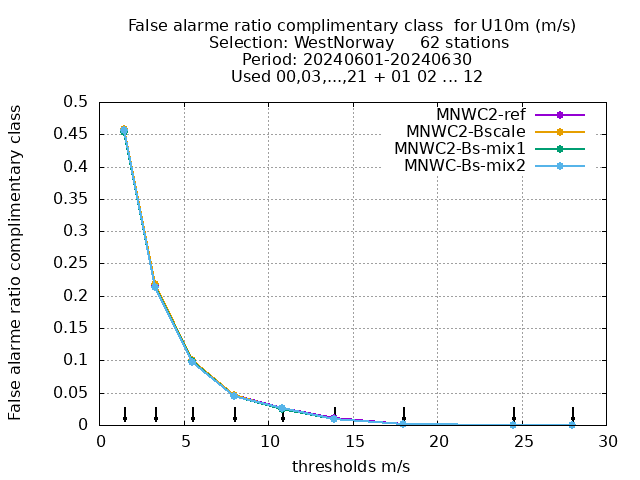 False alarme ratio complimentary class  for U10m (m/s)
Selection: WestNorway     62 stations
Period: 20240601-20240630
Used 00,03,...,21 + 01 02 ... 12
False alarme ratio complimentary class
0.5
0.45
0.4
0.35
0.3
0.25
0.2
0.15
0.1
0.05
0
MNWC2-ref
MNWC2-Bscale
MNWC2-Bs-mix1
MNWC-Bs-mix2
0 5 10 15 20 25 30
thresholds m/s